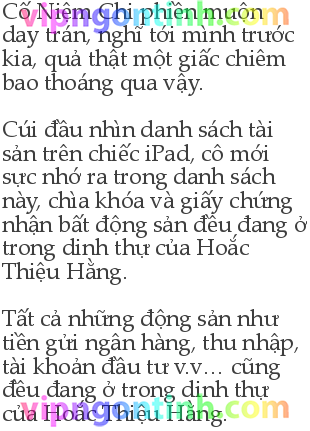 Cố Niệm Chi phiền muộn
day trán, nghĩ tới mình trước
kia, quả thật một giấc chiêm
bao thoáng qua vậy.
Cúi đầu nhìn danh sách tài
sản trên chiếc iPad, cô mới
sực nhớ ra trong danh sách
này, chìa khóa và giấy chứng
nhận bất động sản đều đang ở
trong dinh thự của Hoắc
Thiệu Hằng.
Tất cả những động sản như
tiền gửi ngân hàng, thu nhập,
tài khoản đầu tư v.v... cũng
đều đang ở trong dinh thự
của Hoắc Thiệu Hằng.
vipngontinh.com
vipngontinh.com